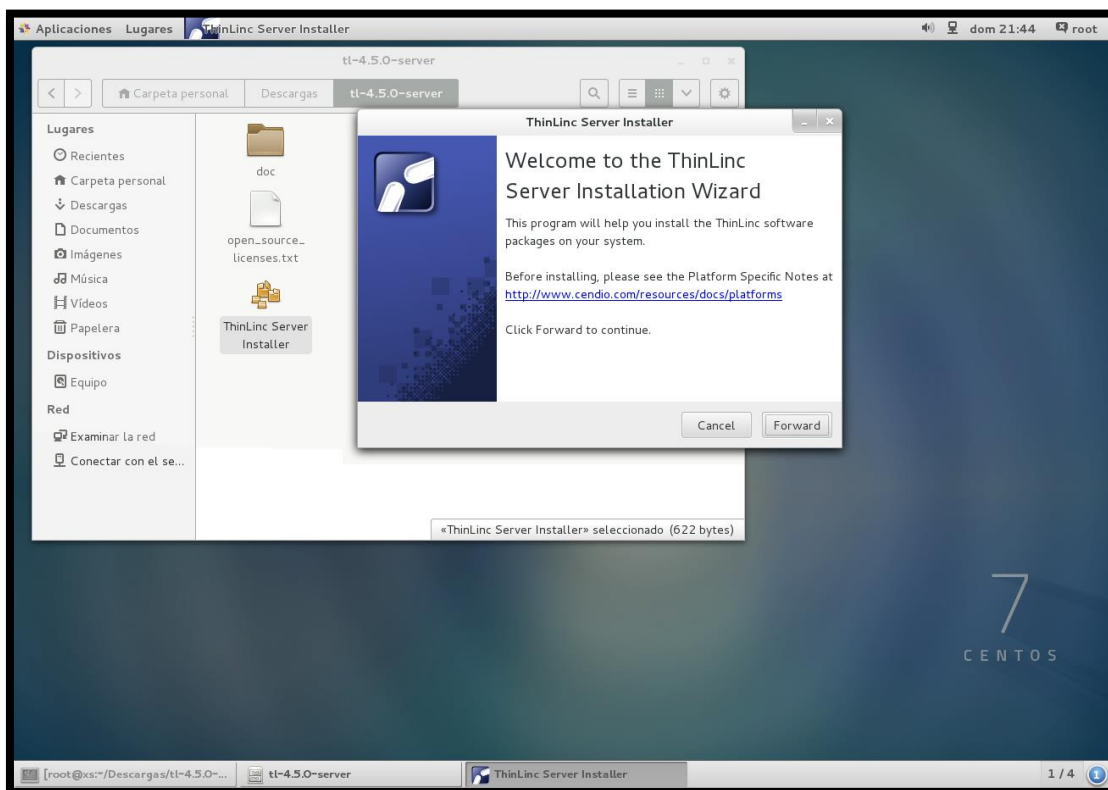 Aplicaciones Lugares ThinLinc Server Installer dom 21:44 root
tl-4.5.0-server
Carpeta personal Descargas tl-4.5.0-server
Lugares
Recientes
Carpeta personal
Descargas
Documentos
Imágenes
Música
Vídeos
Papelera
Dispositivos
Equipo
Red
Examinar la red
Conectar con el se...
doc
open_source_
licenses.txt
ThinLinc Server
Installer
«ThinLinc Server Installer» seleccionado (622 bytes)
ThinLinc Server Installer
Welcome to the ThinLinc
Server Installation Wizard
This program will help you install the ThinLinc software
packages on your system.
Before installing, please see the Platform Specific Notes at
http://www.cendio.com/resources/docs/platforms
Click Forward to continue.
Cancel Forward
7
CENTOS
[root@xs:~/Descargas/tl-4.5.0-... tl-4.5.0-server ThinLinc Server Installer 1 / 4 1